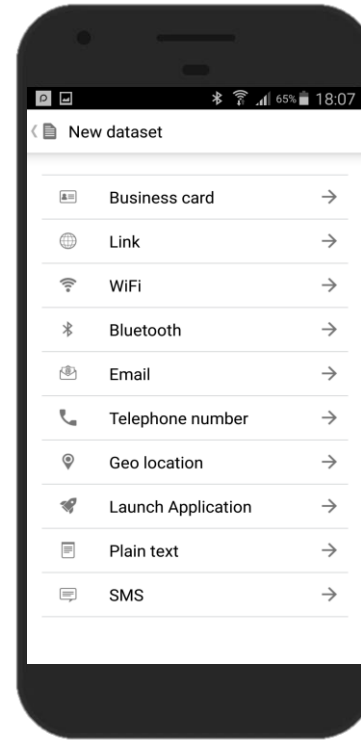 65% 18:07
New dataset
Business card
Link
WiFi
Bluetooth
Email
Telephone number
Geo location
Launch Application
Plain text
SMS